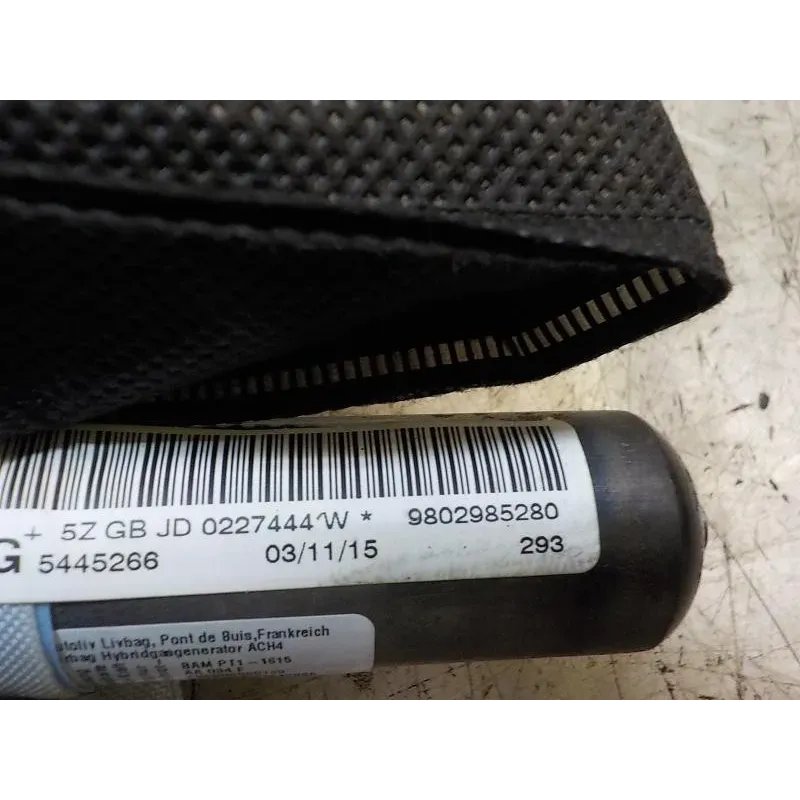 G + 5Z GB JD 0227444 W * 9802985280
5445266 03/11/15 293
Livbag, Pont de Buis, Frankreich
Hybridgasgenerator ACH4
BAM PT1-1615